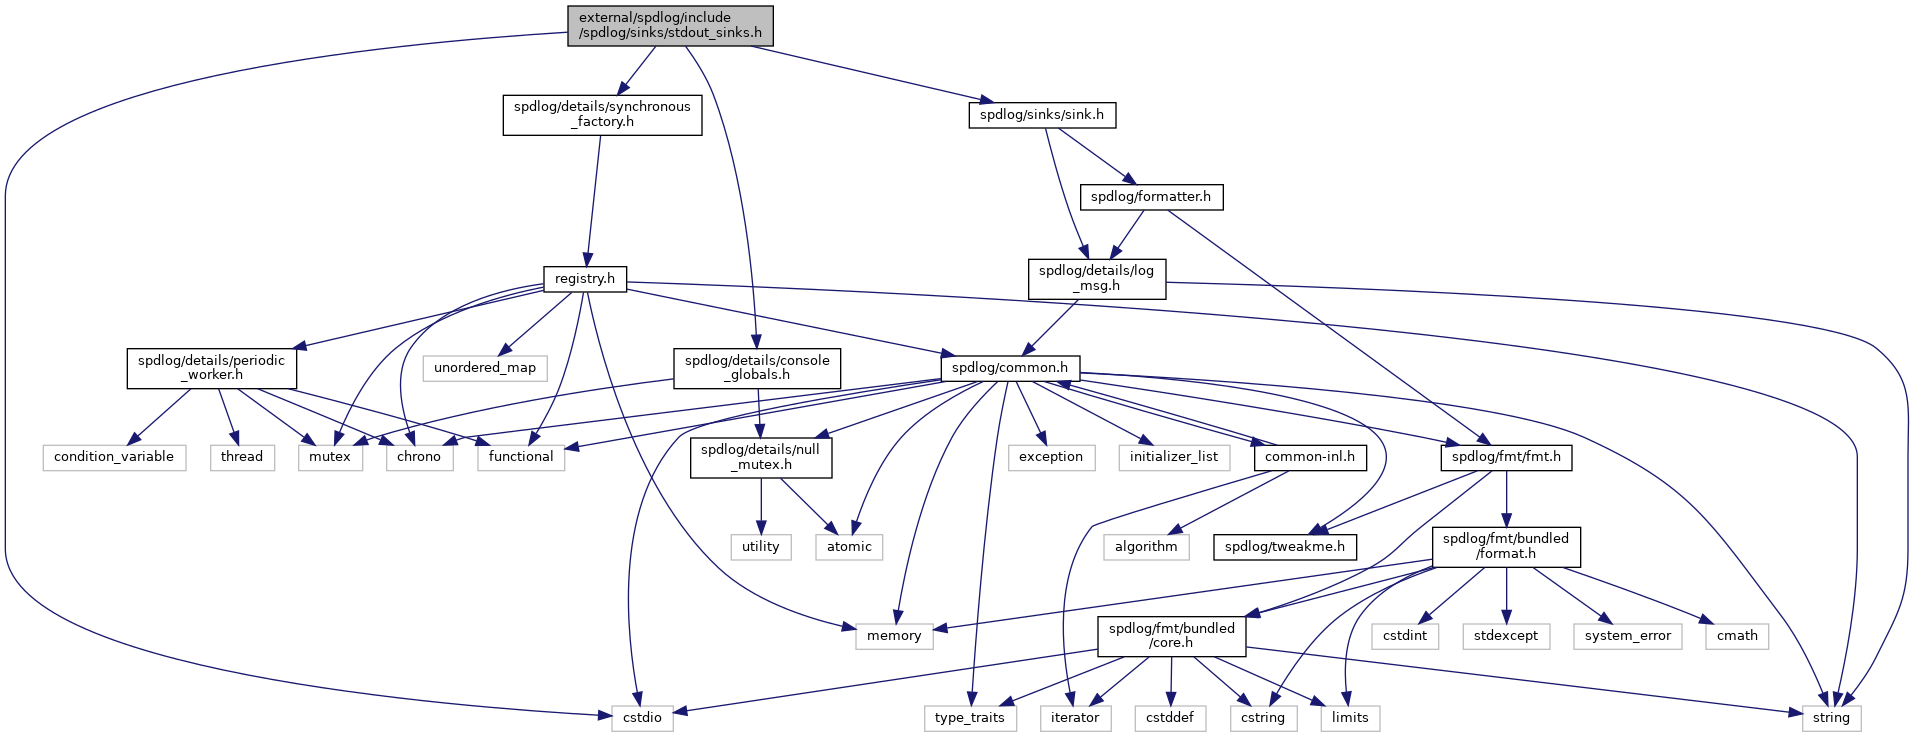 external/spdlog/include
/spdlog/sinks/stdout_sinks.h
spdlog/details/synchronous
_factory.h
spdlog/sinks/sink.h
spdlog/formatter.h
registry.h
spdlog/details/log
_msg.h
spdlog/details/periodic
_worker.h
unordered_map
spdlog/details/console
_globals.h
spdlog/common.h
condition_variable
thread
mutex
chrono
functional
spdlog/details/null
_mutex.h
exception
initializer_list
common-inl.h
spdlog/fmt/fmt.h
utility
atomic
algorithm
spdlog/tweakme.h
spdlog/fmt/bundled
/format.h
memory
spdlog/fmt/bundled
/core.h
cstdint
stdexcept
system_error
cmath
cstdio
type_traits
iterator
cstddef
cstring
limits
string